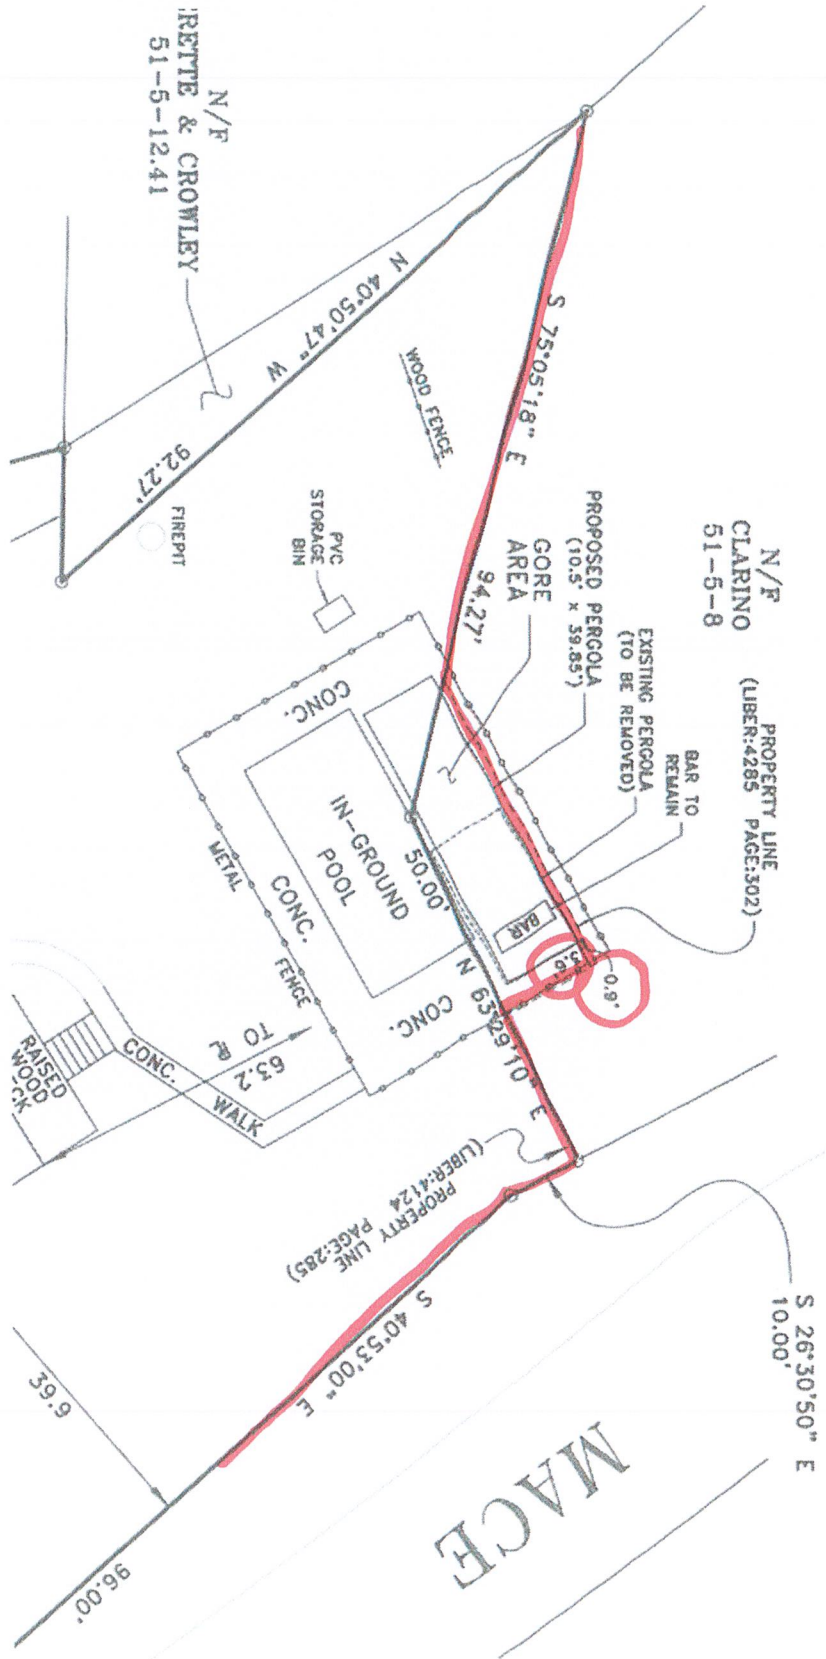 N/F
RETTE & CROWLEY
51-5-12.41
N 40°50'47" W
92.27'
WOOD FENCE
FIREPIT
PVC
STORAGE
BIN
S 75°05'18" E
94.27'
N/F
CLARINO
51-5-8
PROPERTY LINE
(LIBER:4285 PAGE:302)
BAR TO
REMAIN
EXISTING PERGOLA
(TO BE REMOVED)
PROPOSED PERGOLA
(10.5' x 39.85')
GORE
AREA
CONC.
IN-GROUND
POOL
CONC.
CONC.
METAL
FENCE
50.00'
N 63°29'10" E
BAR
3.6'
0.9'
63.2
TO PL
CONC.
WALK
RAISED
WOOD
CK
PROPERTY LINE
(LIBER:4124 PAGE:285)
S 26°30'50" E
10.00'
S 40°53'00" E
96.00'
39.9
MACE